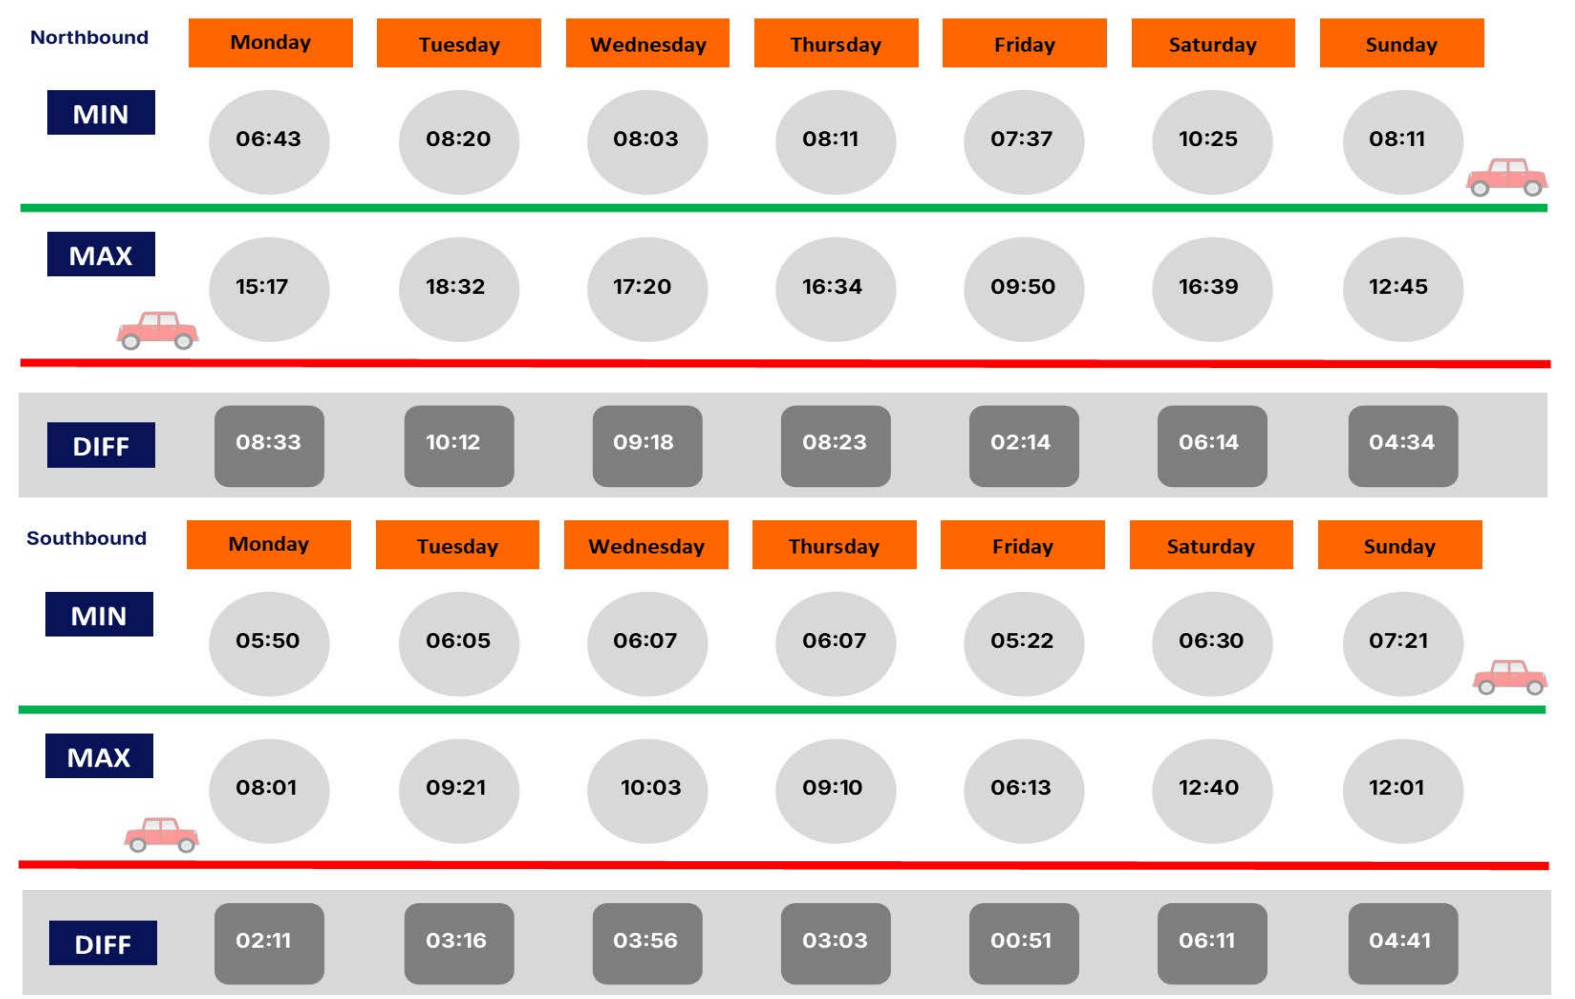 Northbound Monday Tuesday Wednesday Thursday Friday Saturday Sunday
MIN 06:43 08:20 08:03 08:11 07:37 10:25 08:11
MAX 15:17 18:32 17:20 16:34 09:50 16:39 12:45
DIFF 08:33 10:12 09:18 08:23 02:14 06:14 04:34
Southbound Monday Tuesday Wednesday Thursday Friday Saturday Sunday
MIN 05:50 06:05 06:07 06:07 05:22 06:30 07:21
MAX 08:01 09:21 10:03 09:10 06:13 12:40 12:01
DIFF 02:11 03:16 03:56 03:03 00:51 06:11 04:41